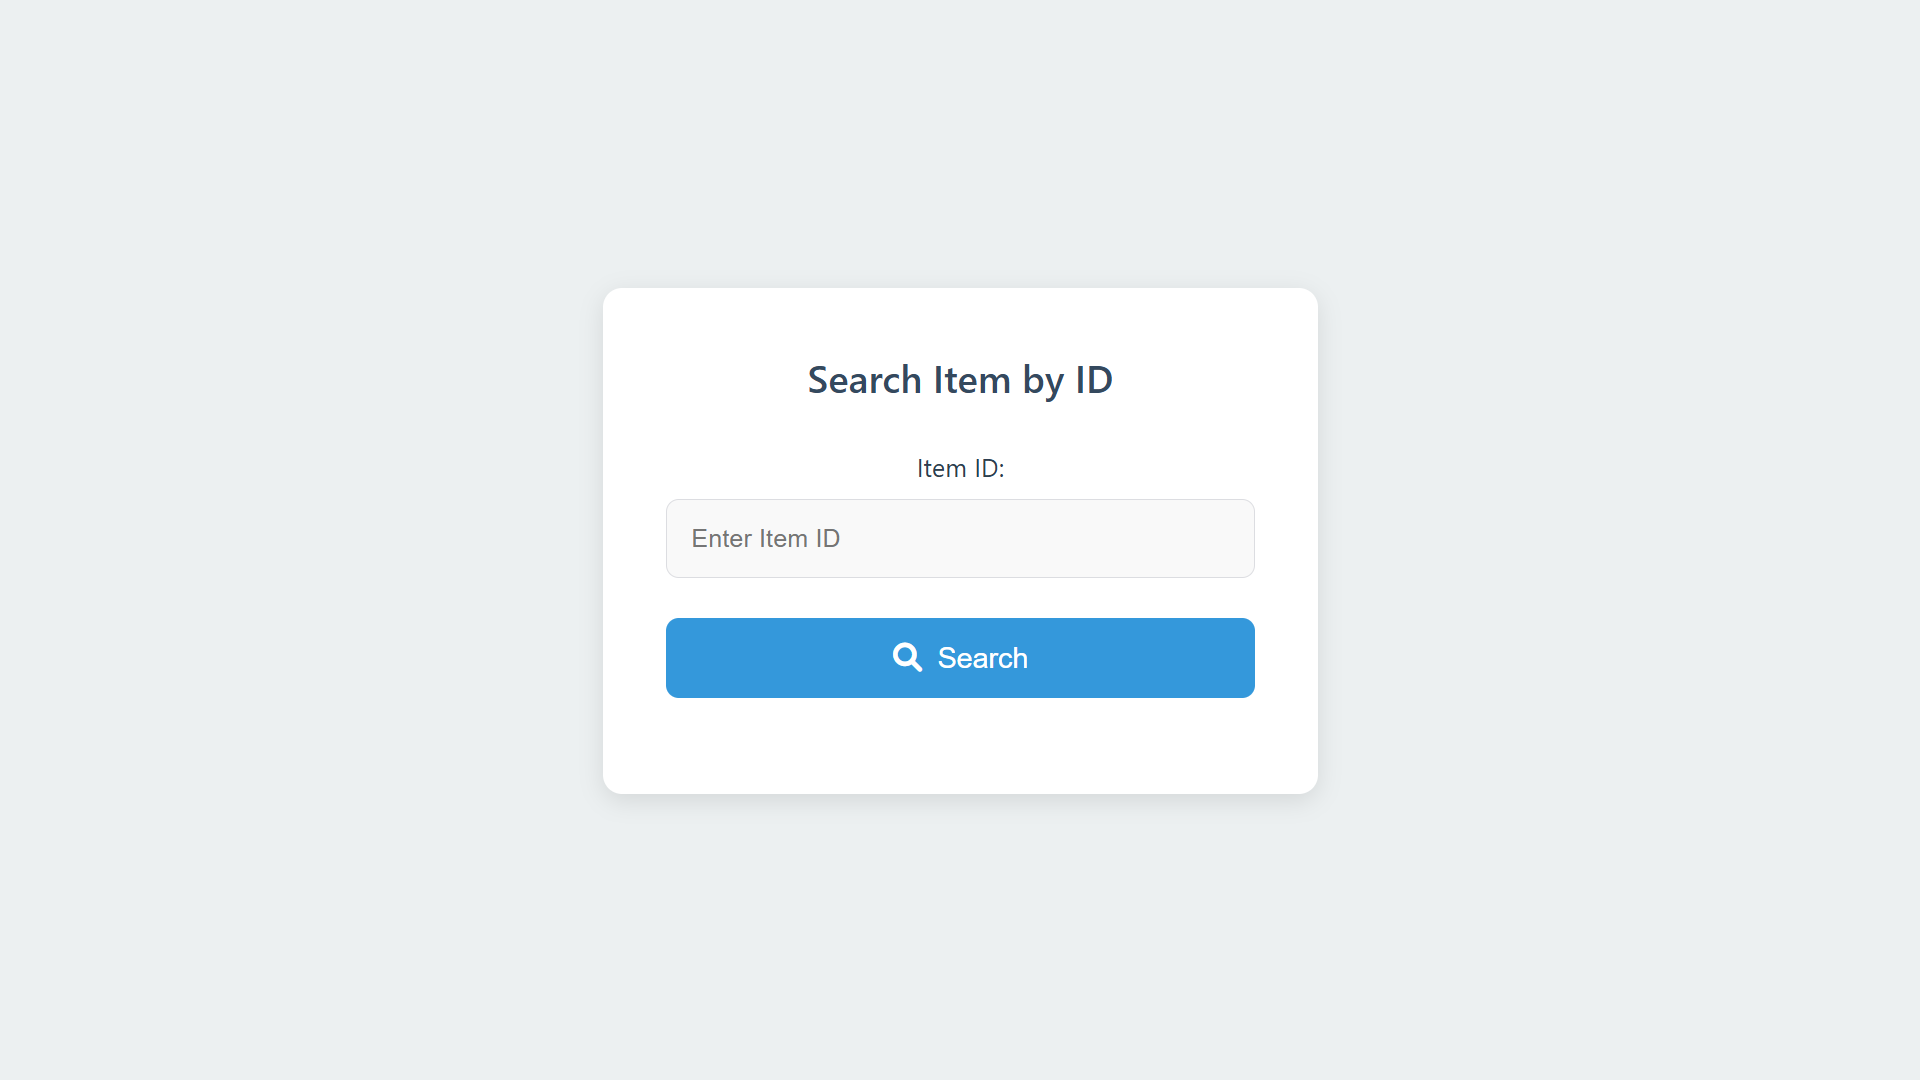 Search Item by ID
Item ID:
Enter Item ID
Search